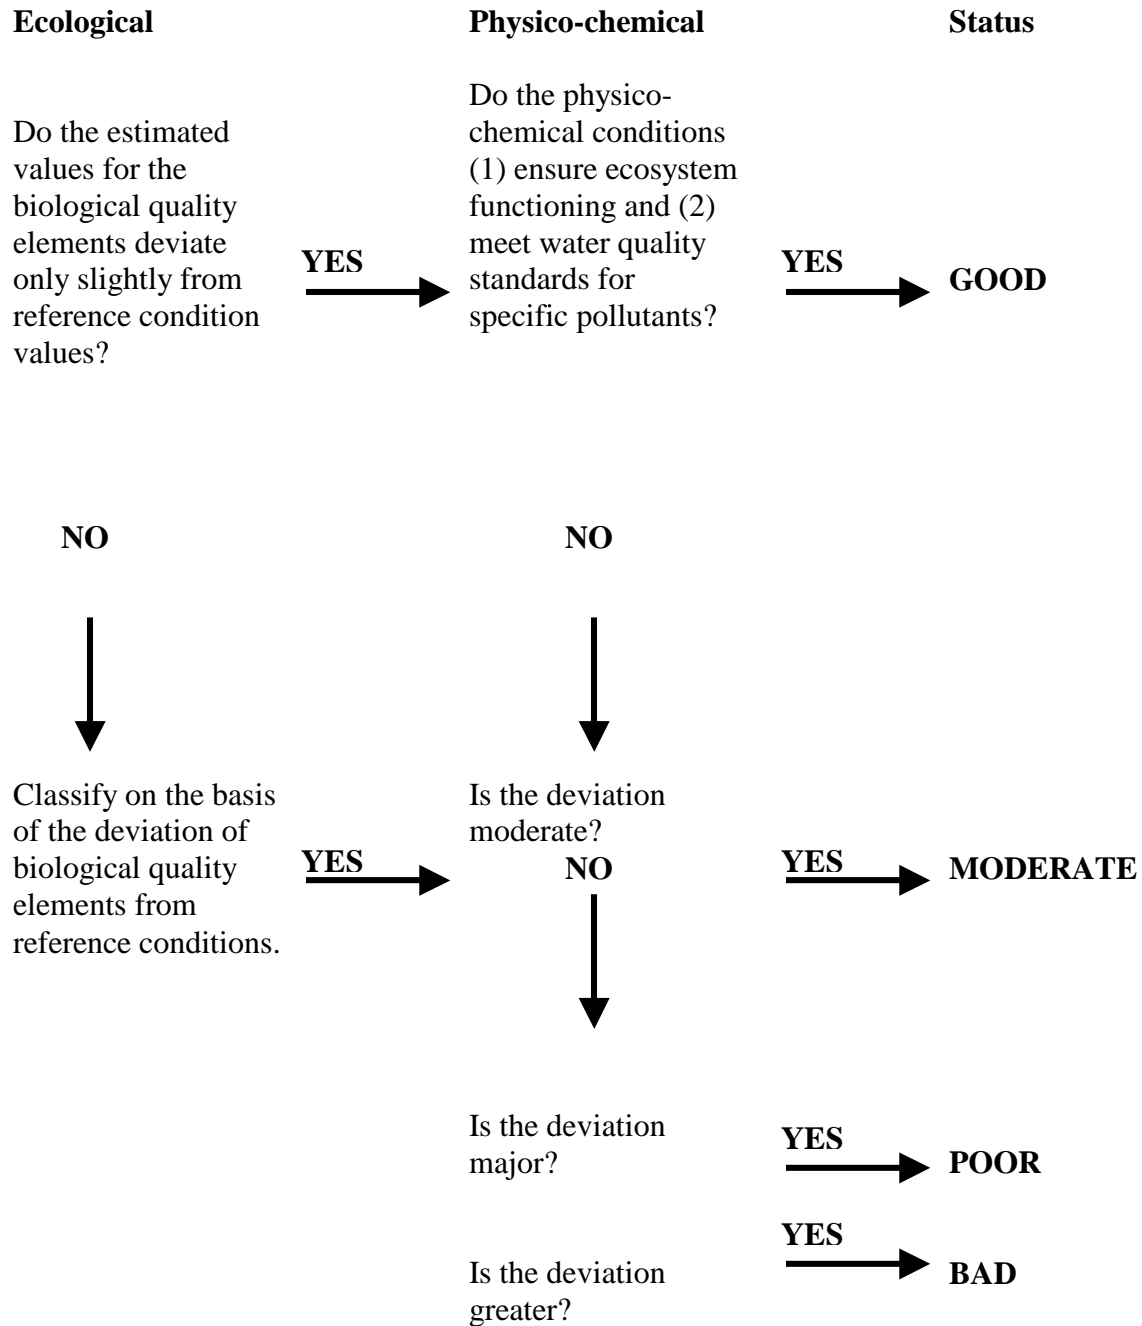 Ecological
Physico-chemical
Status
Do the estimated
values for the
biological quality
elements deviate
only slightly from
reference condition
values?
YES
Do the physico-
chemical conditions
(1) ensure ecosystem
functioning and (2)
meet water quality
standards for
specific pollutants?
YES
GOOD
NO
NO
Classify on the basis
of the deviation of
biological quality
elements from
reference conditions.
YES
Is the deviation
moderate?
NO
YES
MODERATE
Is the deviation
major?
YES
POOR
Is the deviation
greater?
YES
BAD